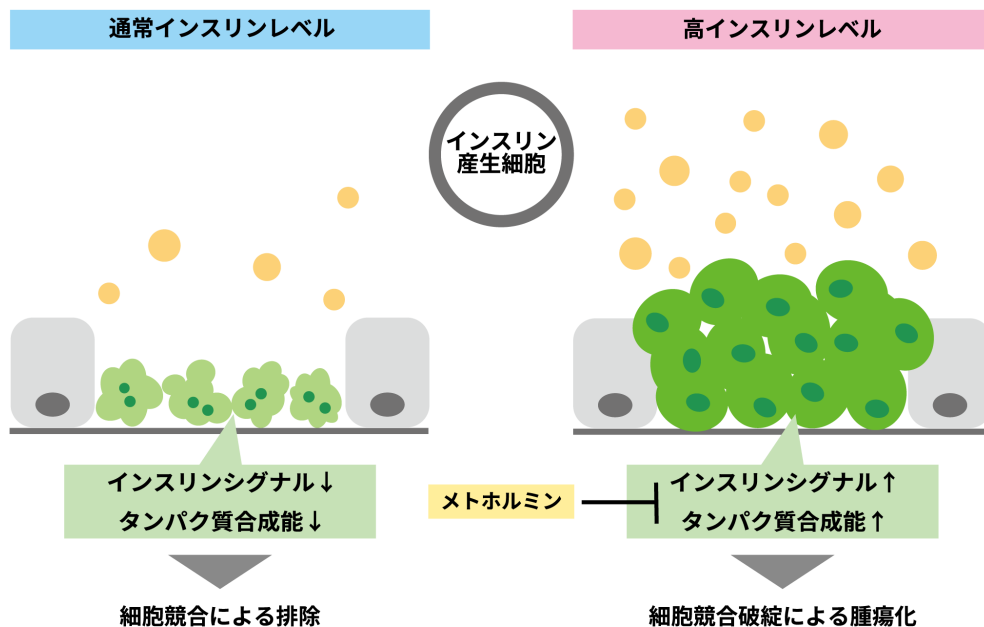 通常インスリンレベル
高インスリンレベル
インスリン
産生細胞
インスリンシグナル↓
タンパク質合成能↓
メトホルミン
インスリンシグナル↑
タンパク質合成能↑
細胞競合による排除
細胞競合破綻による腫瘍化